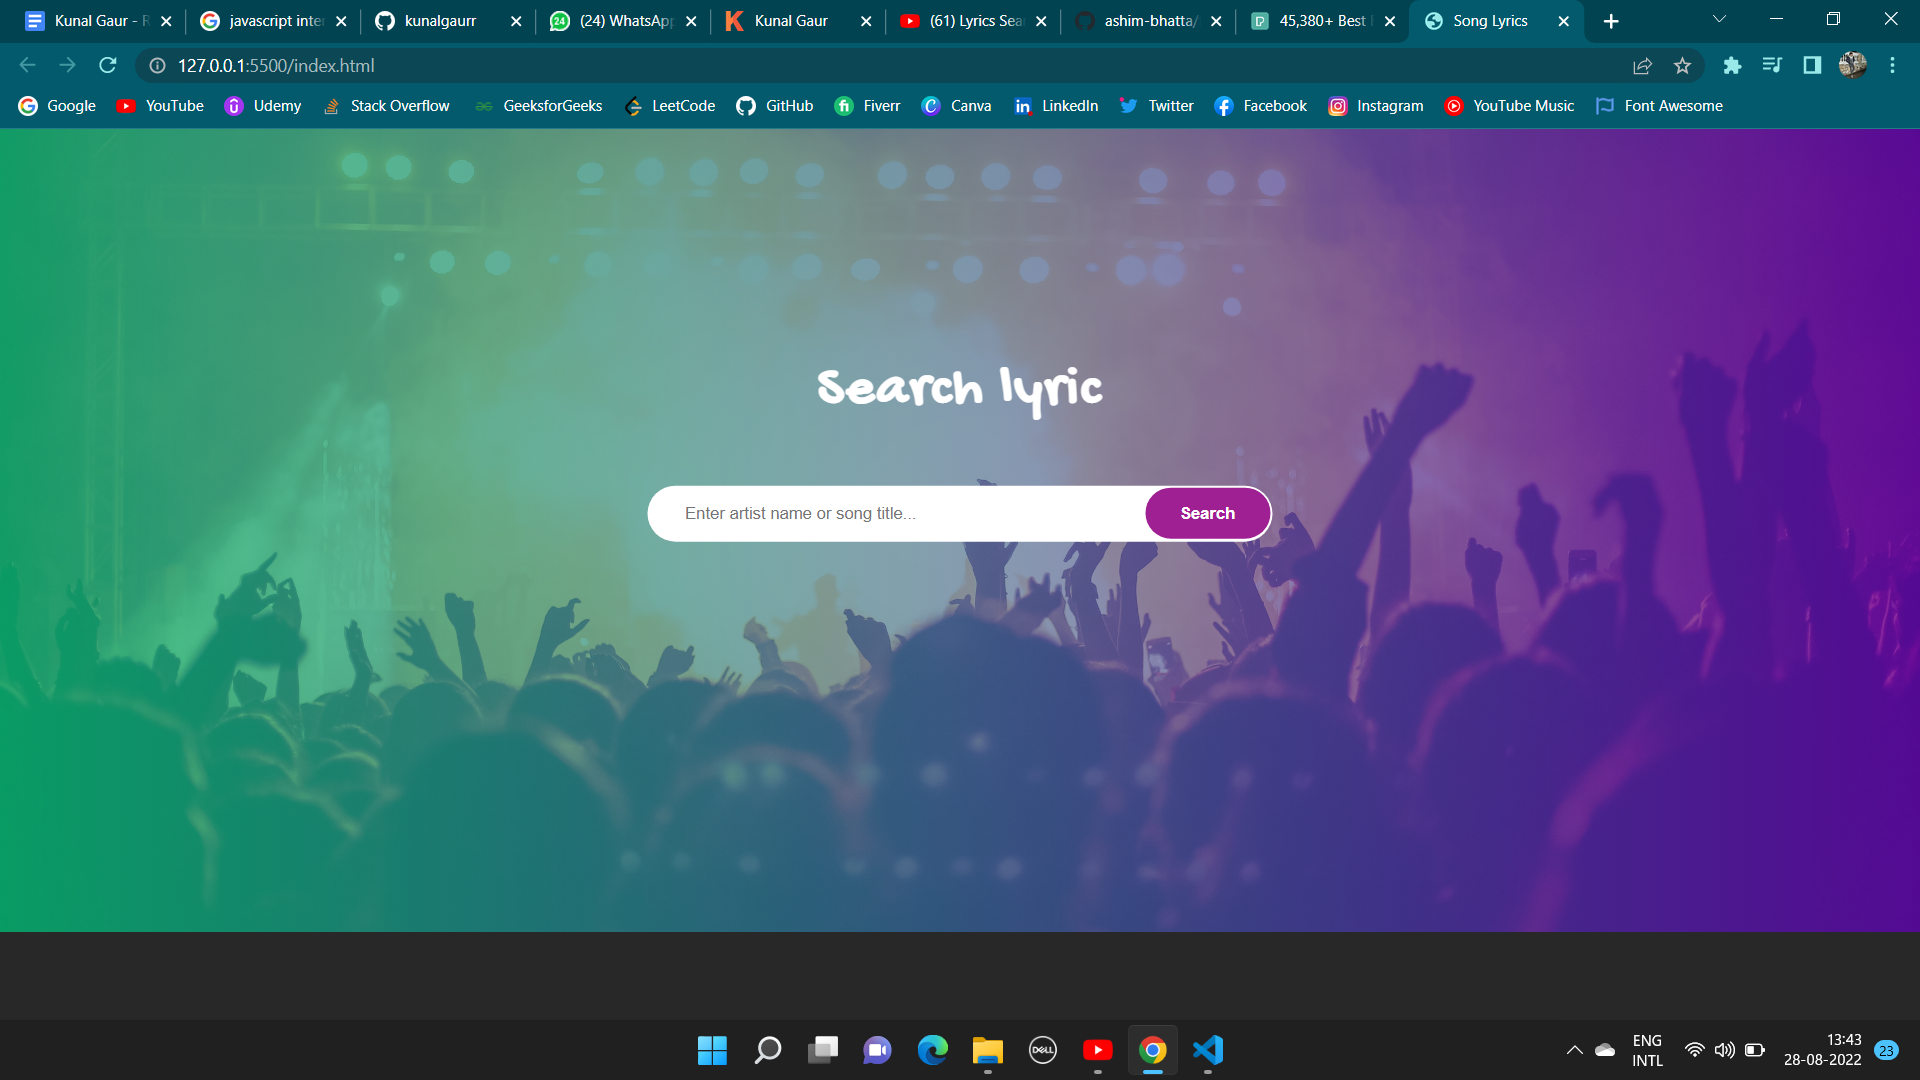 Kunal Gaur - R
javascript inte
kunalgaurr
(24) WhatsApp
Kunal Gaur
(61) Lyrics Sea
ashim-bhatta/
45,380+ Best
Song Lyrics
127.0.0.1:5500/index.html
Google YouTube Udemy Stack Overflow GeeksforGeeks LeetCode GitHub Fiverr Canva LinkedIn Twitter Facebook Instagram YouTube Music Font Awesome
Search lyric
Enter artist name or song title...
Search
DELL
ENG
INTL
13:43
28-08-2022
23